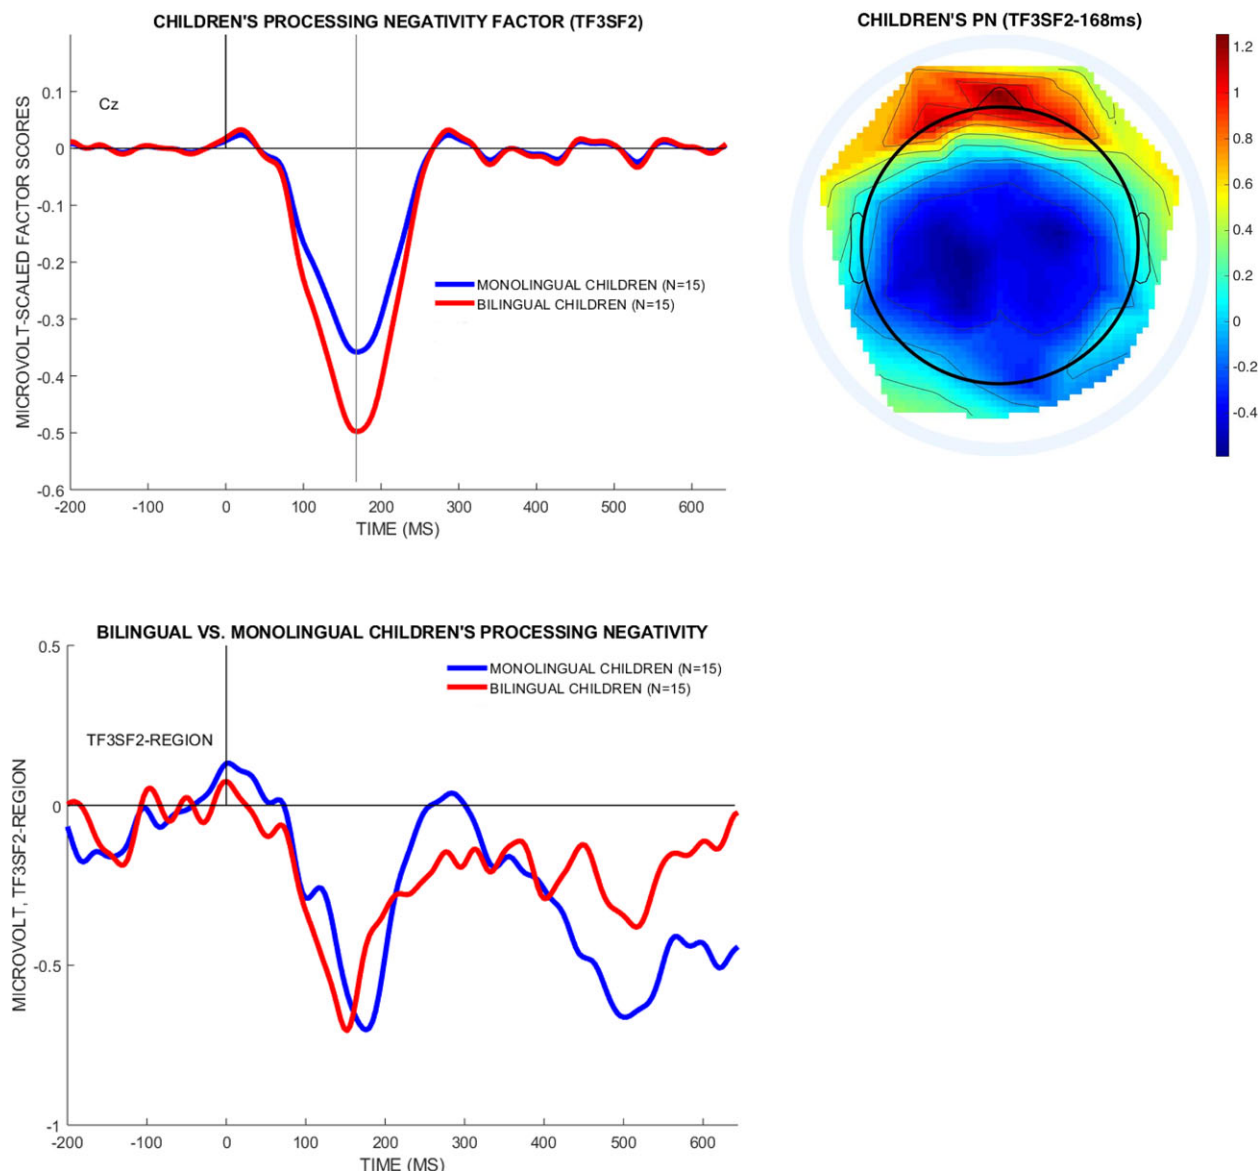 CHILDREN'S PROCESSING NEGATIVITY FACTOR (TF3SF2)
MICROVOLT-SCALED FACTOR SCORES
0.1
0
-0.1
-0.2
-0.3
-0.4
-0.5
-0.6
Cz
MONOLINGUAL CHILDREN (N=15)
BILINGUAL CHILDREN (N=15)
-200 -100 0 100 200 300 400 500 600
TIME (MS)
CHILDREN'S PN (TF3SF2-168ms)
1.2
1
0.8
0.6
0.4
0.2
0
-0.2
-0.4
BILINGUAL VS. MONOLINGUAL CHILDREN'S PROCESSING NEGATIVITY
MICROVOLT, TF3SF2-REGION
0.5
0
-0.5
-1
MONOLINGUAL CHILDREN (N=15)
BILINGUAL CHILDREN (N=15)
TF3SF2-REGION
-200 -100 0 100 200 300 400 500 600
TIME (MS)